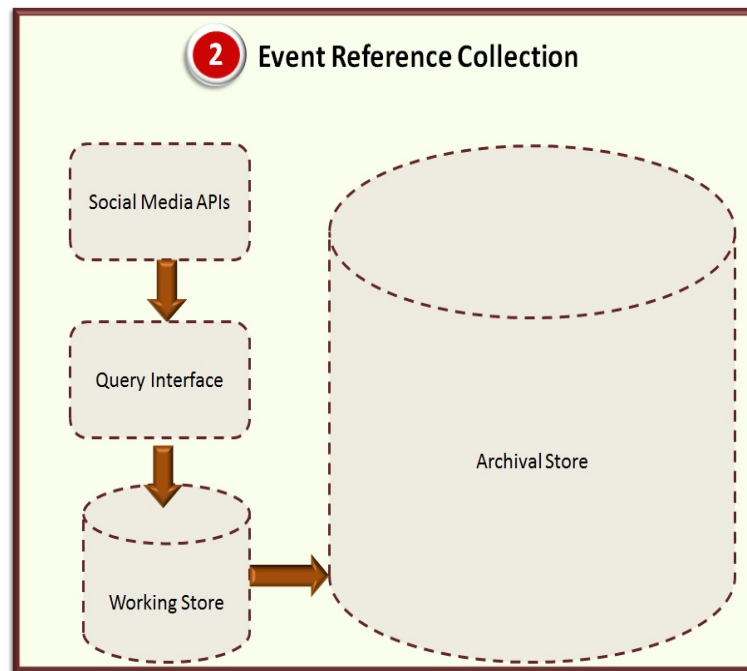 2 Event Reference Collection
Social Media APIs
Query Interface
Archival Store
Working Store